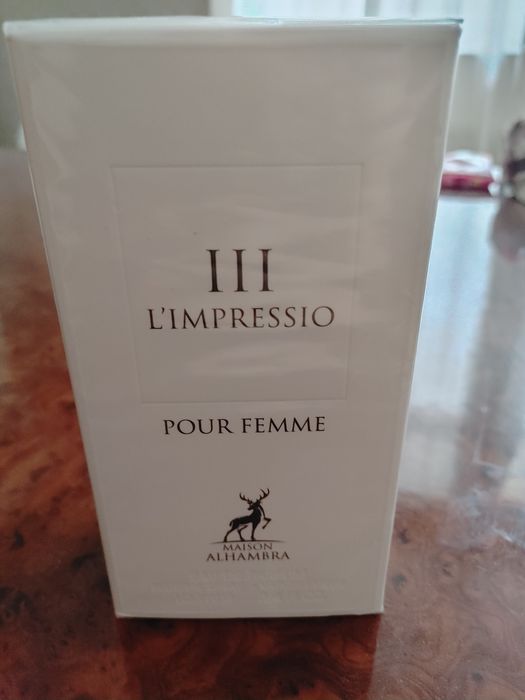 III
L'IMPRESSIO
POUR FEMME
MAISON
ALHAMBRA